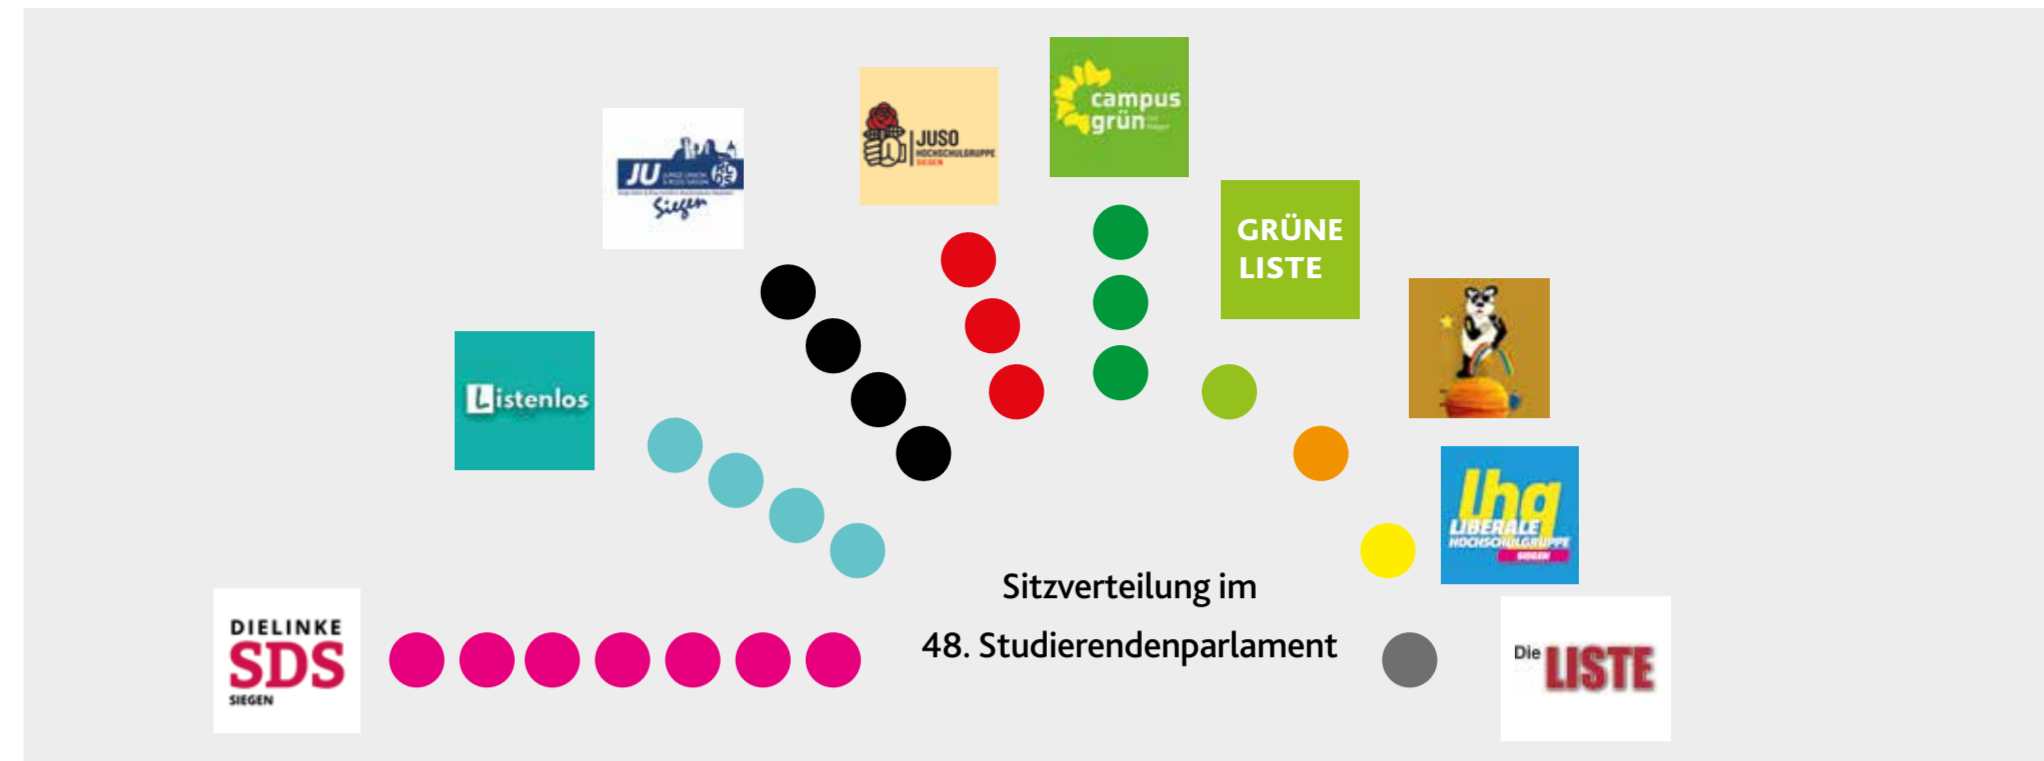 campus
grün
JUSO
HOCHSCHULGRUPPE
SIEGEN
JU
Siegen
GRÜNE
LISTE
Listenlos
lhg
LIBERALE
HOCHSCHULGRUPPE
SIEGEN
Sitzverteilung im
48. Studierendenparlament
DIELINKE
SDS
SIEGEN
Die LISTE